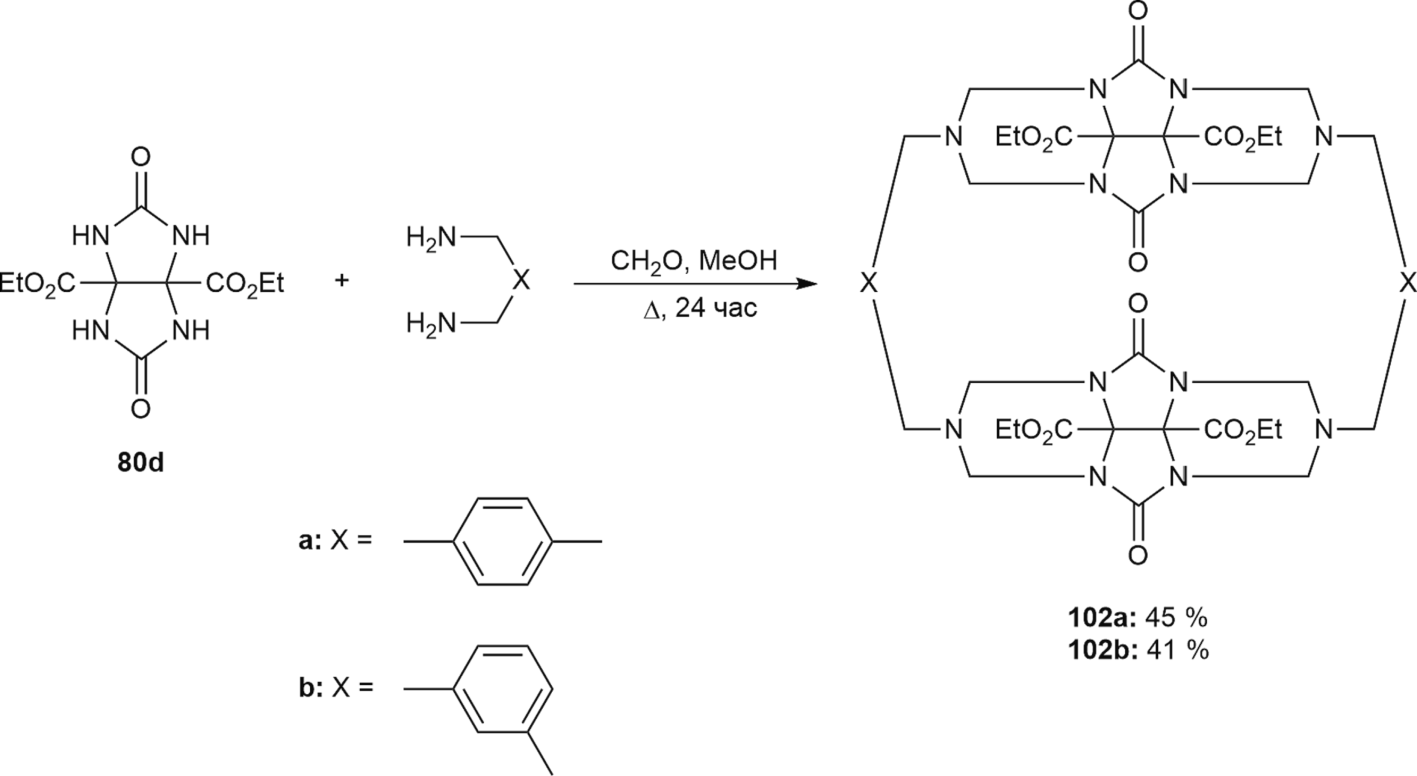 O
HN NH
EtO₂C CO₂Et
HN NH
O
80d
+
H₂N
X
H₂N
CH₂O, MeOH
Δ, 24 час
O
N N
N EtO₂C CO₂Et N
N N
O
X X
O
N N
N EtO₂C CO₂Et N
N N
O
a: X =
b: X =
102a: 45 %
102b: 41 %